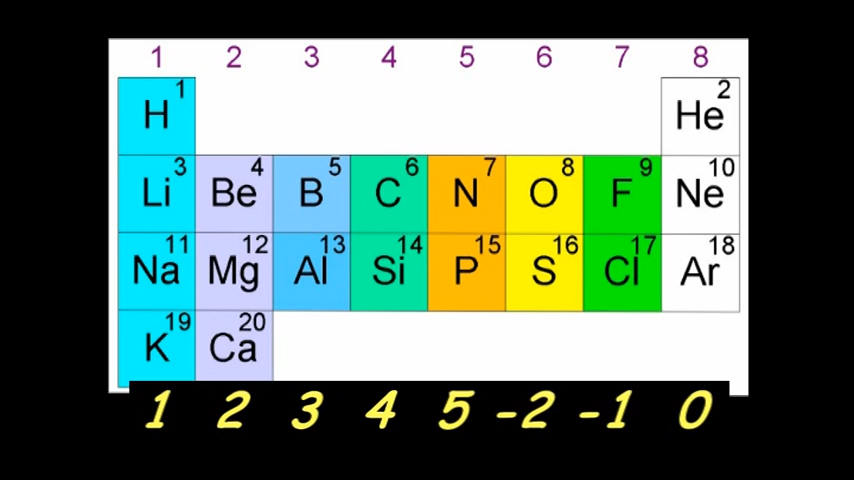 1 2 3 4 5 6 7 8
H 1 He 2
Li 3 Be 4 B 5 C 6 N 7 O 8 F 9 Ne 10
Na 11 Mg 12 Al 13 Si 14 P 15 S 16 Cl 17 Ar 18
K 19 Ca 20
1 2 3 4 5 -2 -1 0